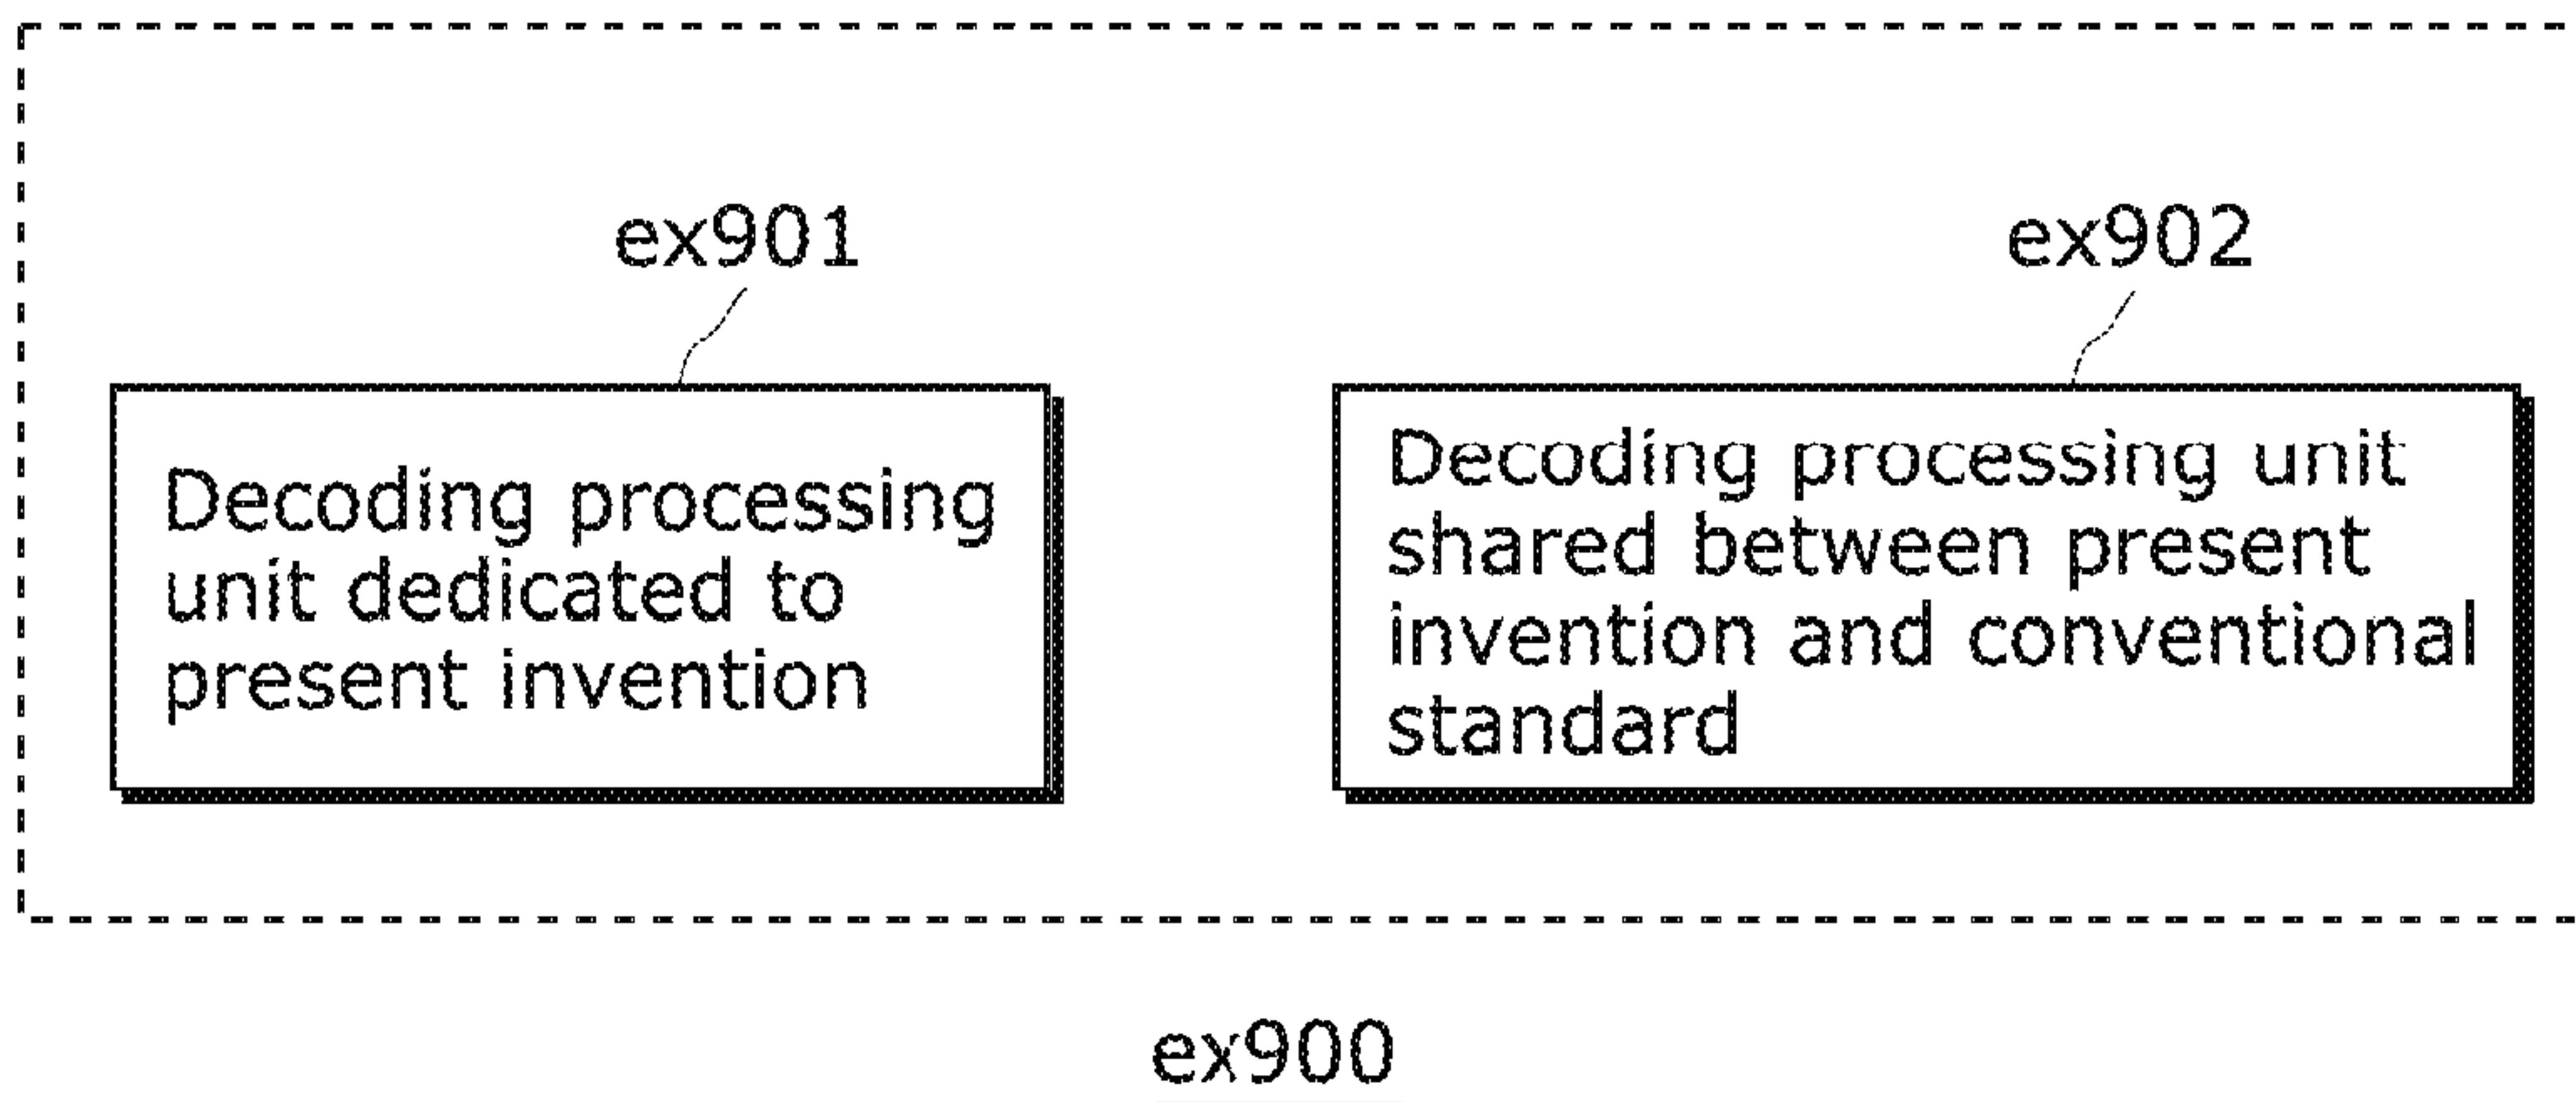 ex901
ex902
Decoding processing
unit dedicated to
present invention
Decoding processing unit
shared between present
invention and conventional
standard
ex900